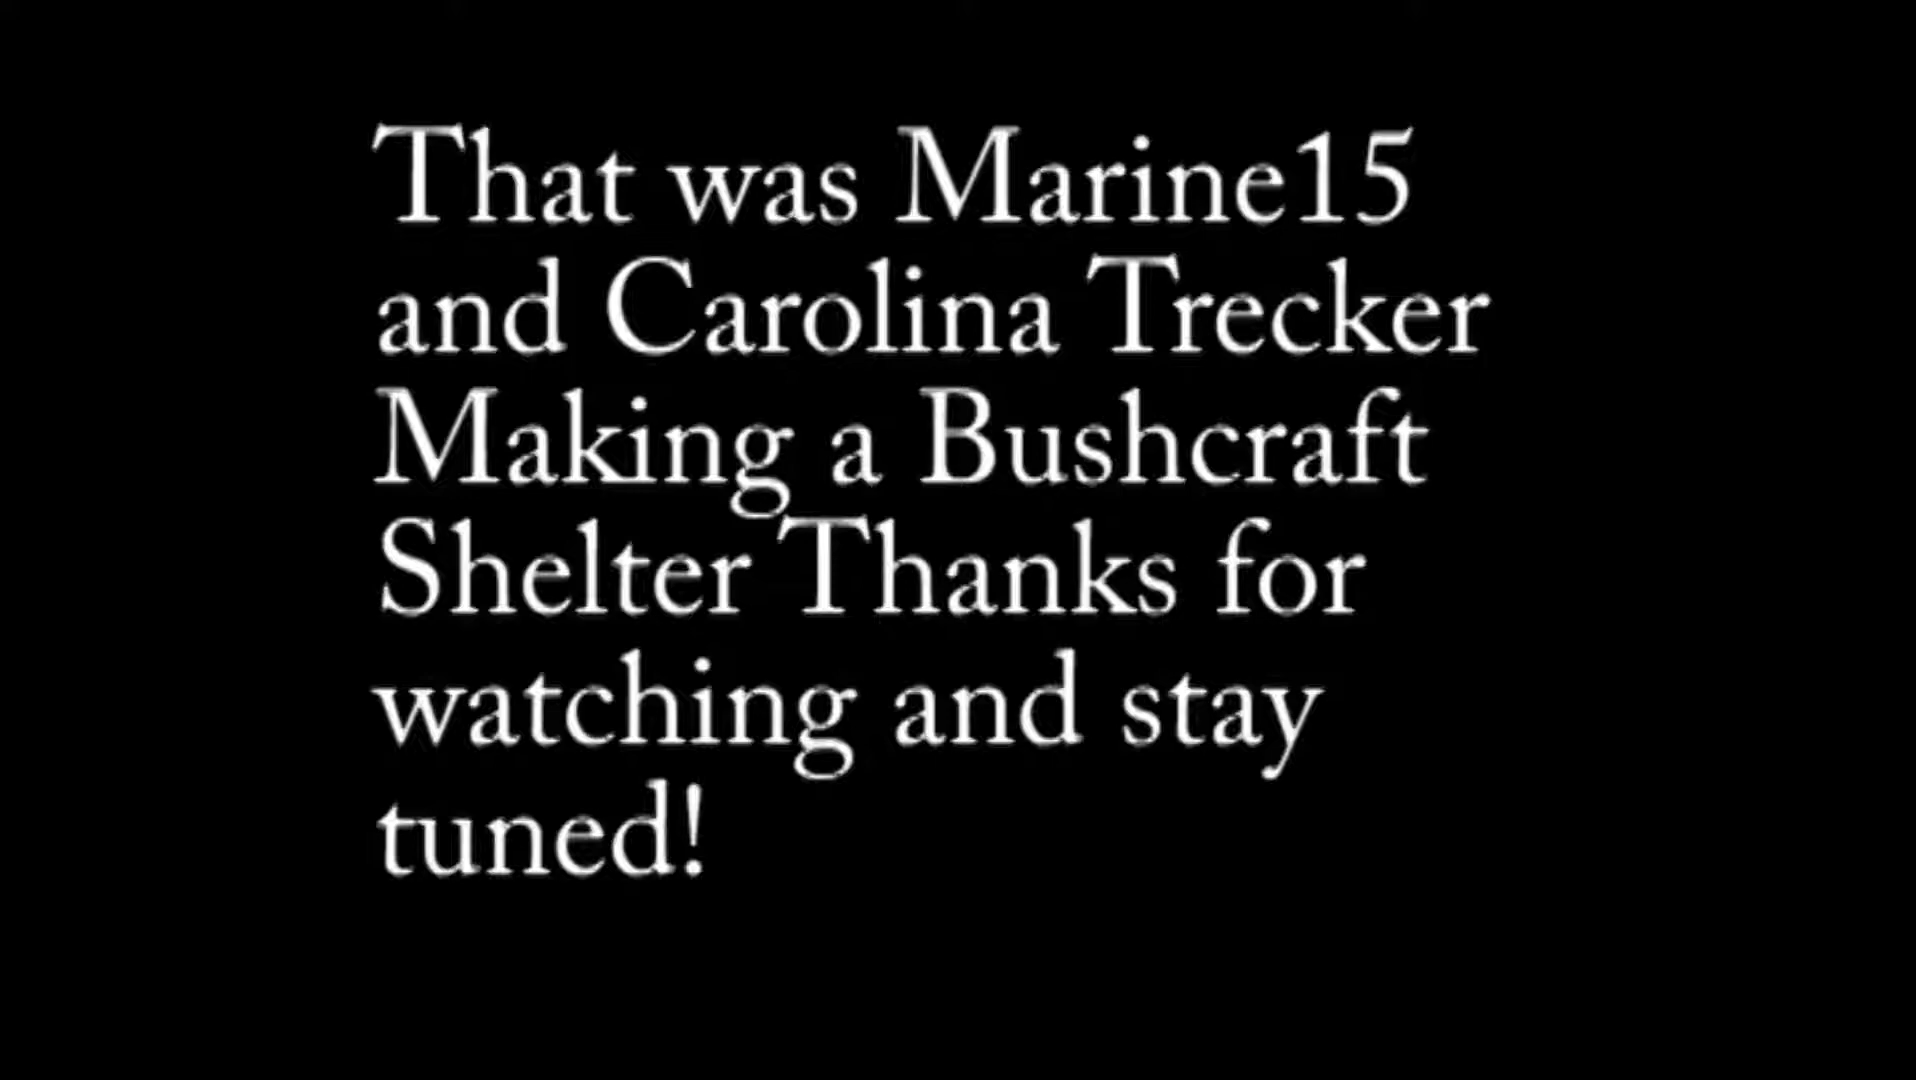 That was Marine15
and Carolina Trecker
Making a Bushcraft
Shelter Thanks for
watching and stay
tuned!